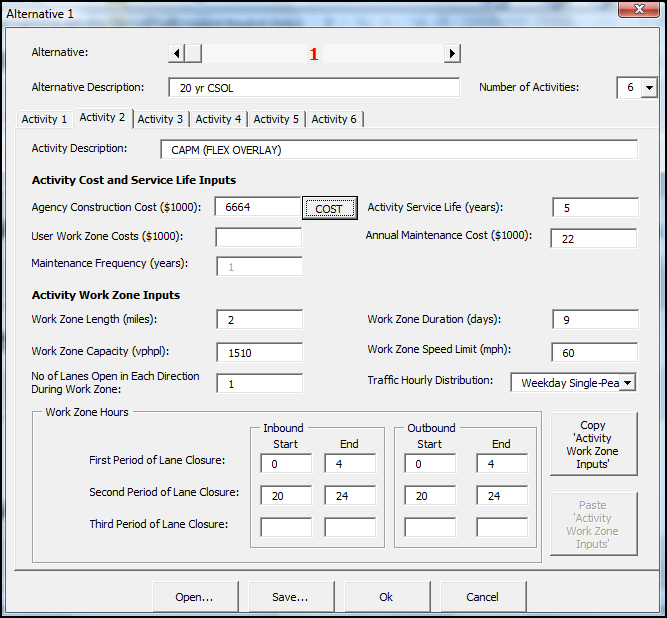 Alternative 1
Alternative: 1
Alternative Description: 20 yr CSOL Number of Activities: 6
Activity 1 Activity 2 Activity 3 Activity 4 Activity 5 Activity 6
Activity Description: CAPM (FLEX OVERLAY)
Activity Cost and Service Life Inputs
Agency Construction Cost ($1000): 6664 COST Activity Service Life (years): 5
User Work Zone Costs ($1000): Annual Maintenance Cost ($1000): 22
Maintenance Frequency (years): 1
Activity Work Zone Inputs
Work Zone Length (miles): 2 Work Zone Duration (days): 9
Work Zone Capacity (vphpl): 1510 Work Zone Speed Limit (mph): 60
No of Lanes Open in Each Direction
During Work Zone: 1 Traffic Hourly Distribution: Weekday Single-Pea
Work Zone Hours
Inbound Outbound
Start End Start End
First Period of Lane Closure: 0 4 0 4
Second Period of Lane Closure: 20 24 20 24
Third Period of Lane Closure:
Copy
'Activity
Work Zone
Inputs'
Paste
'Activity
Work Zone
Inputs'
Open... Save... Ok Cancel